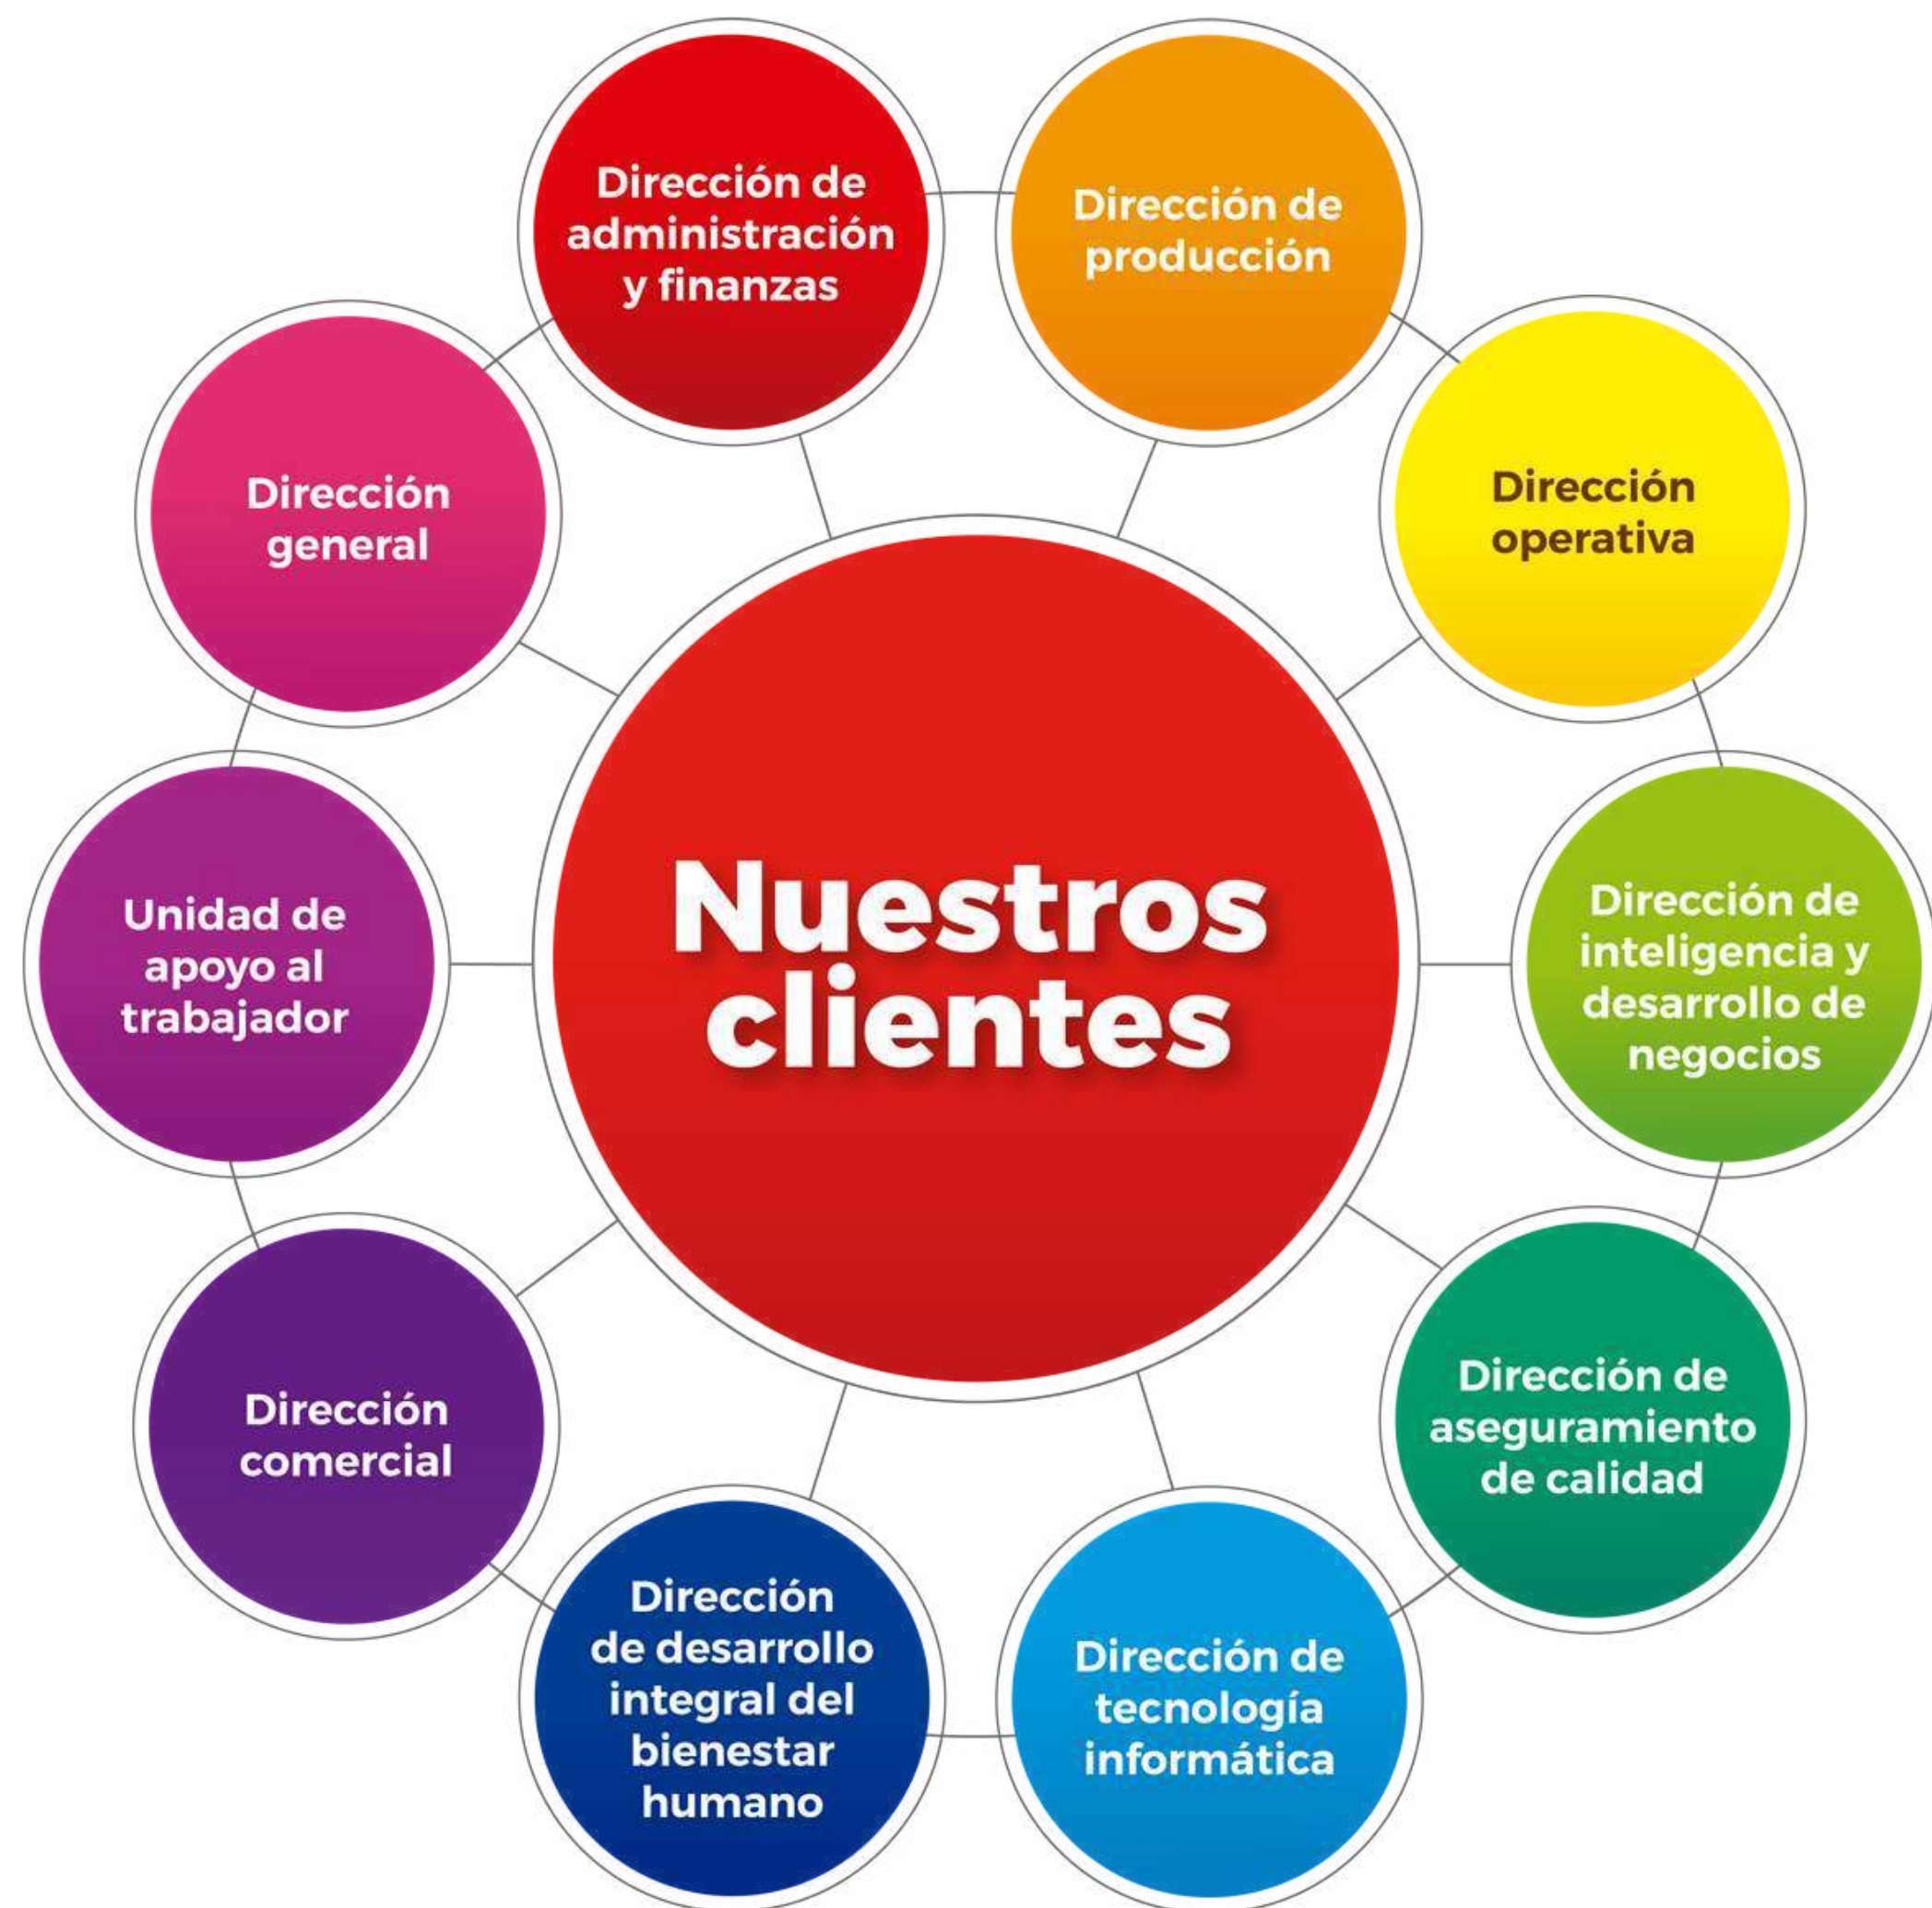 Dirección de
administración
y finanzas
Dirección de
producción
Dirección
operativa
Dirección de
inteligencia y
desarrollo de
negocios
Dirección de
aseguramiento
de calidad
Dirección de
tecnología
informática
Dirección
de desarrollo
integral del
bienestar
humano
Dirección
comercial
Unidad de
apoyo al
trabajador
Dirección
general
Nuestros
clientes